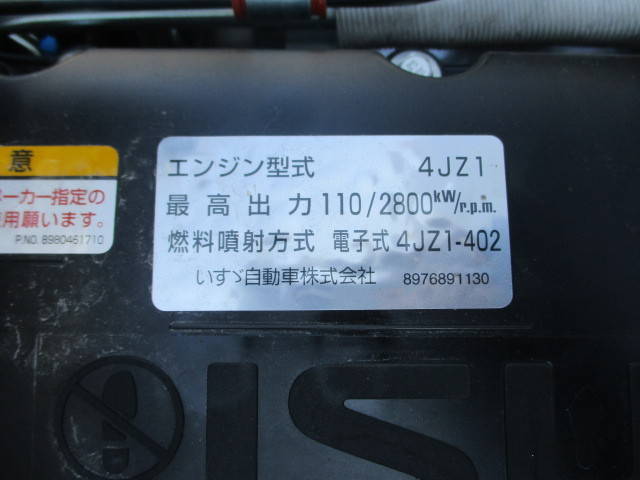 意
ーカー指定の
用願います。
P.NO. 8980461710
エンジン型式 4JZ1
最高出力 110/2800kW/r.p.m.
燃料噴射方式 電子式 4JZ1-402
いすゞ自動車株式会社 8976891130
ISU